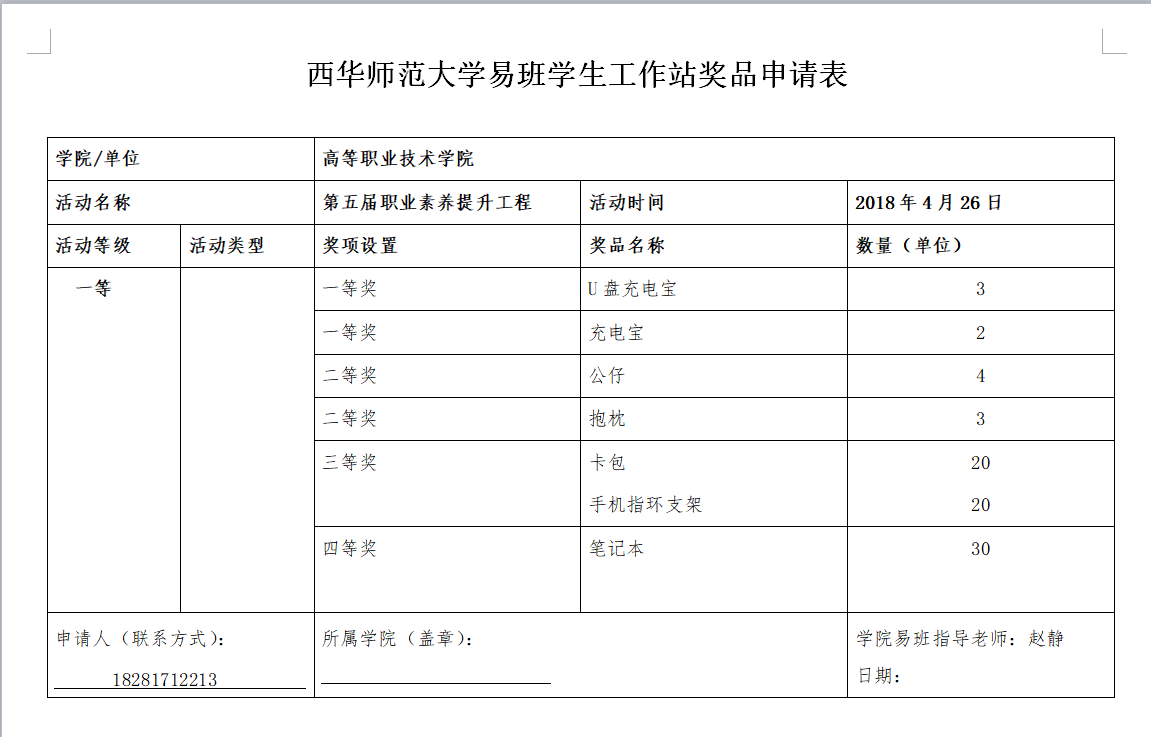 西华师范大学易班学生工作站奖品申请表
学院/单位 高等职业技术学院
活动名称 第五届职业素养提升工程 活动时间 2018 年 4 月 26 日
活动等级 活动类型 奖项设置 奖品名称 数量（单位）
一等 一等奖 U 盘充电宝 3
一等奖 充电宝 2
二等奖 公仔 4
二等奖 抱枕 3
三等奖 卡包 20
手机指环支架 20
四等奖 笔记本 30
申请人（联系方式）： 所属学院（盖章）： 学院易班指导老师：赵静
18281712213 日期：